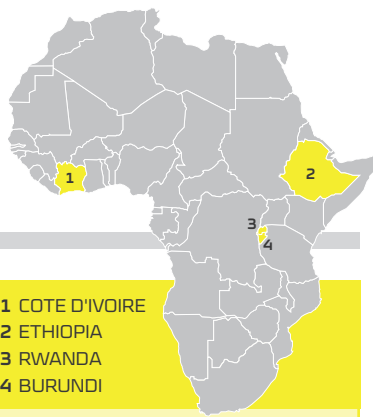 1
2
3
4
1 COTE D'IVOIRE
2 ETHIOPIA
3 RWANDA
4 BURUNDI